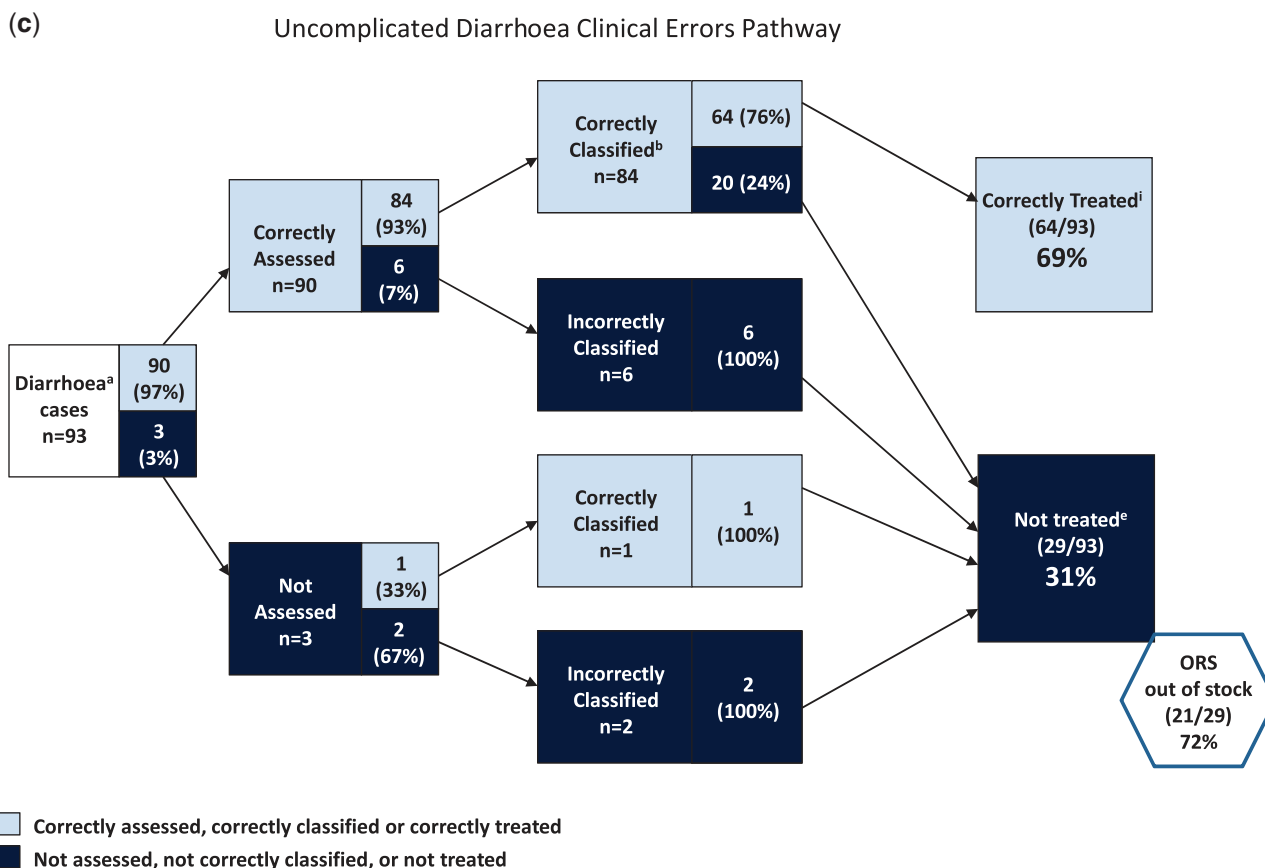 (c)
Uncomplicated Diarrhoea Clinical Errors Pathway
Diarrhoeaᵃ
cases
n=93
90
(97%)
3
(3%)
Correctly
Assessed
n=90
84
(93%)
6
(7%)
Not
Assessed
n=3
1
(33%)
2
(67%)
Correctly
Classifiedᵇ
n=84
64 (76%)
20 (24%)
Incorrectly
Classified
n=6
6
(100%)
Correctly
Classified
n=1
1
(100%)
Incorrectly
Classified
n=2
2
(100%)
Correctly Treatedⁱ
(64/93)
69%
Not treatedᵉ
(29/93)
31%
ORS
out of stock
(21/29)
72%
Correctly assessed, correctly classified or correctly treated
Not assessed, not correctly classified, or not treated